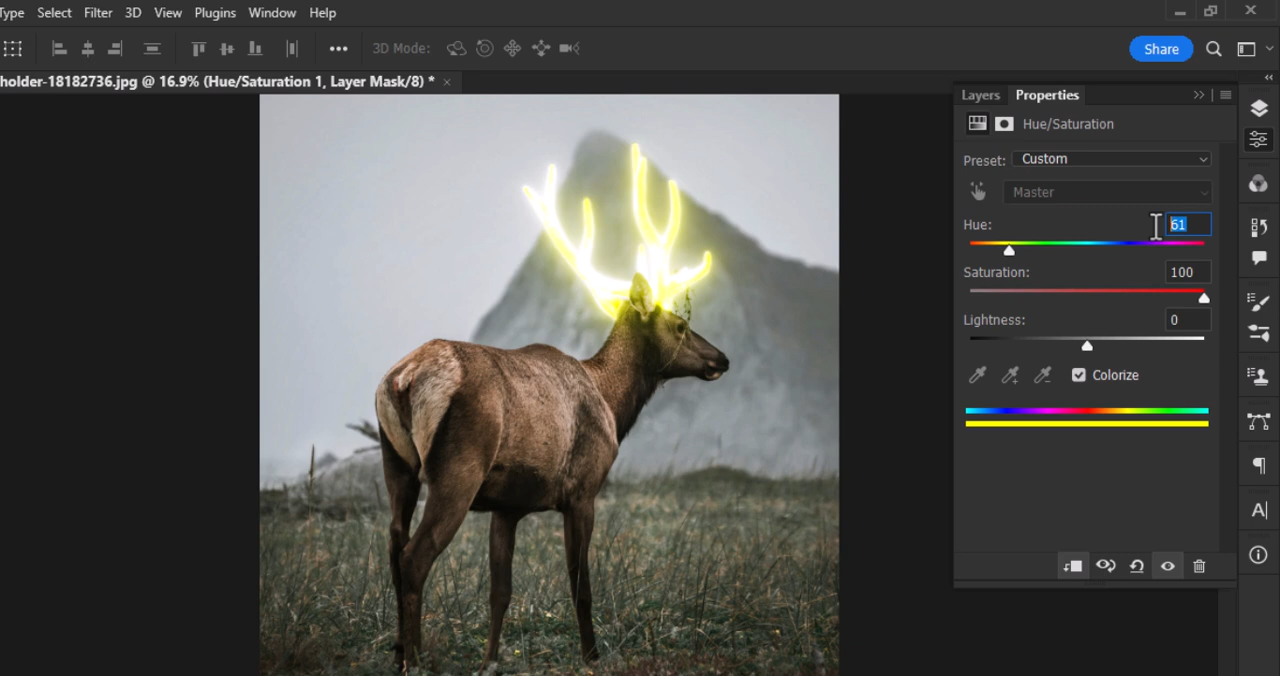 Type Select Filter 3D View Plugins Window Help
3D Mode: Share
holder-18182736.jpg @ 16.9% (Hue/Saturation 1, Layer Mask/8) *
Layers Properties
Hue/Saturation
Preset: Custom
Master
Hue: 61
Saturation: 100
Lightness: 0
Colorize